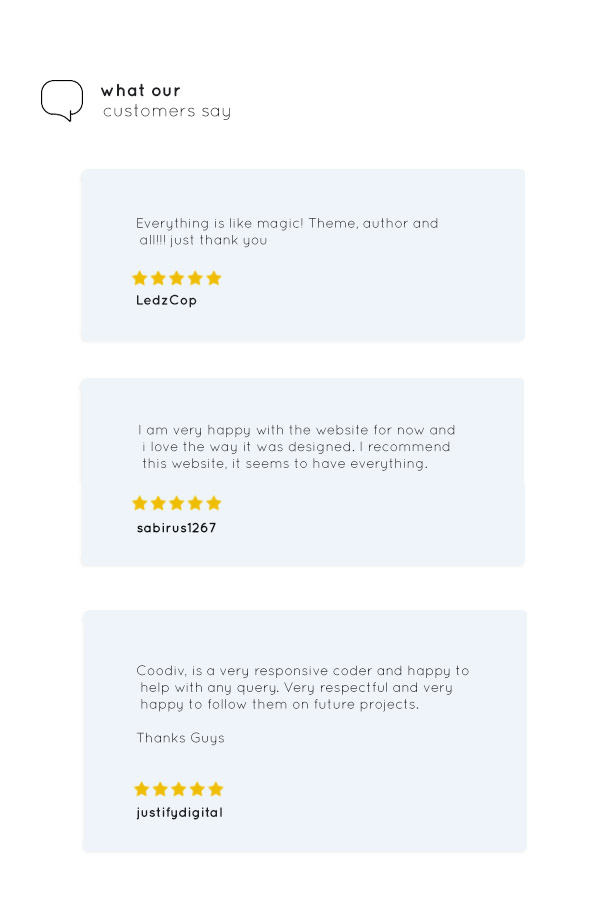 what our
customers say
Everything is like magic! Theme, author and
all!!! just thank you
LedzCop
I am very happy with the website for now and
i love the way it was designed. I recommend
this website, it seems to have everything.
sabirus1267
Coodiv, is a very responsive coder and happy to
help with any query. Very respectful and very
happy to follow them on future projects.
Thanks Guys
justifydigital